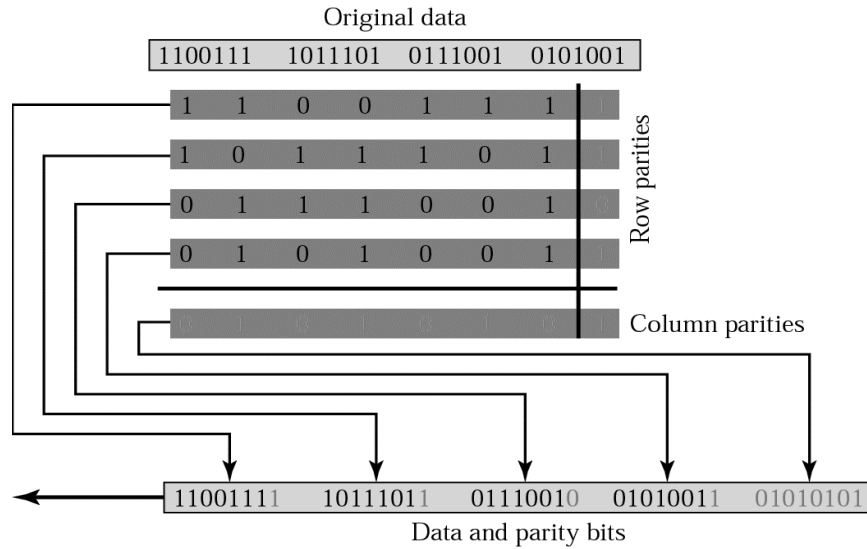 Original data
1100111 1011101 0111001 0101001
1 1 0 0 1 1 1 1
1 0 1 1 1 0 1 1
0 1 1 1 0 0 1 0
0 1 0 1 0 0 1 1
Row parities
0 1 0 1 0 1 0 1
Column parities
11001111 10111011 01110010 01010011 01010101
Data and parity bits